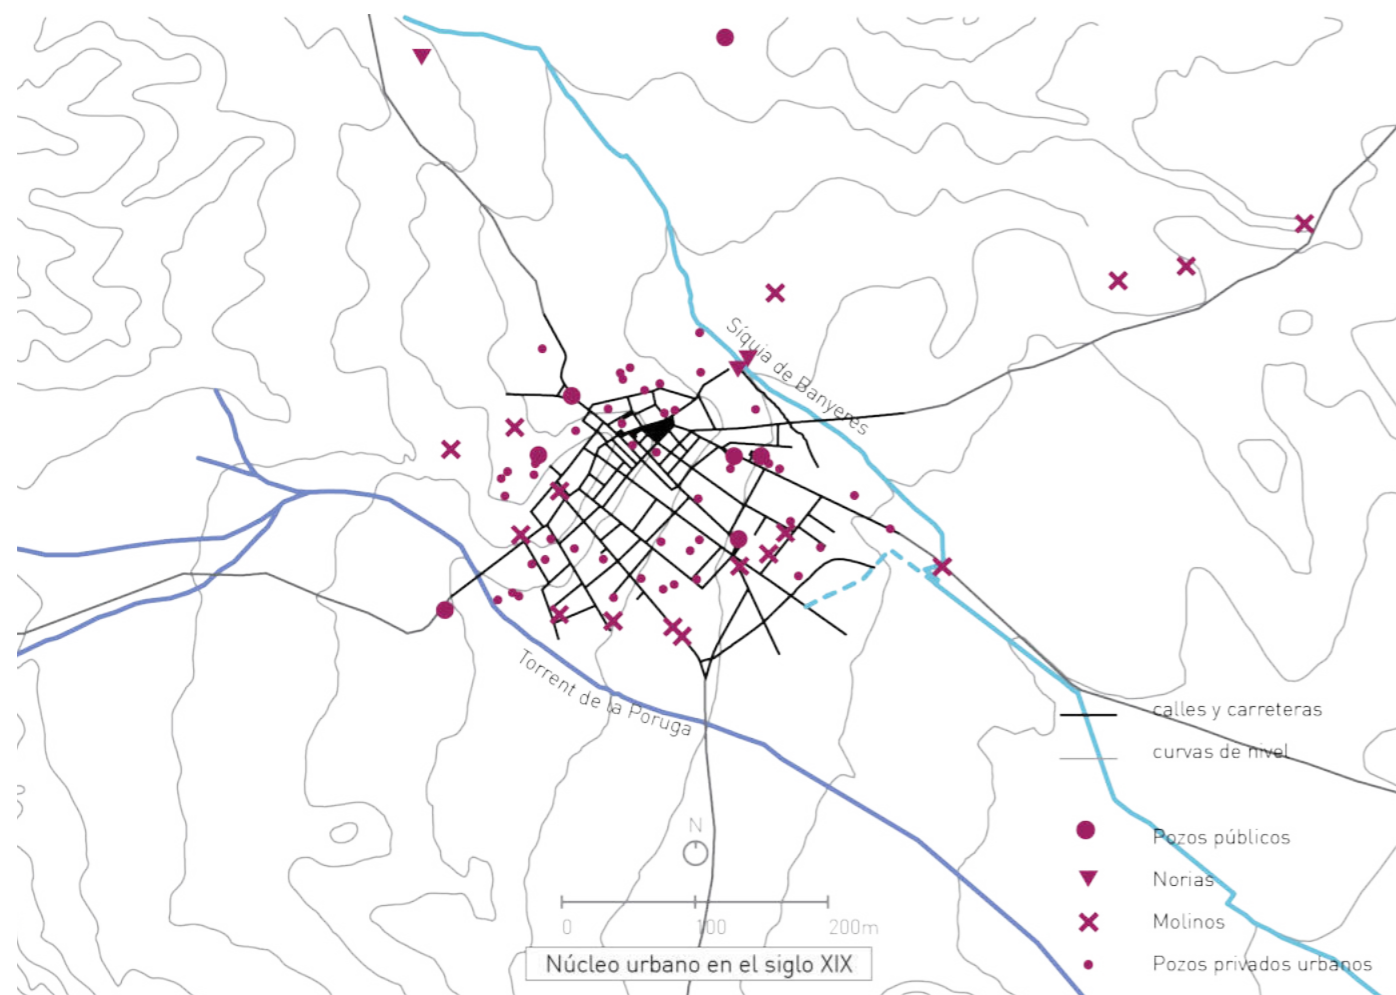 Síquia de Banyeres
Torrent de la Poruga
calles y carreteras
curvas de nivel
N
Pozos públicos
Norias
0 100 200m
Molinos
Núcleo urbano en el siglo XIX
Pozos privados urbanos